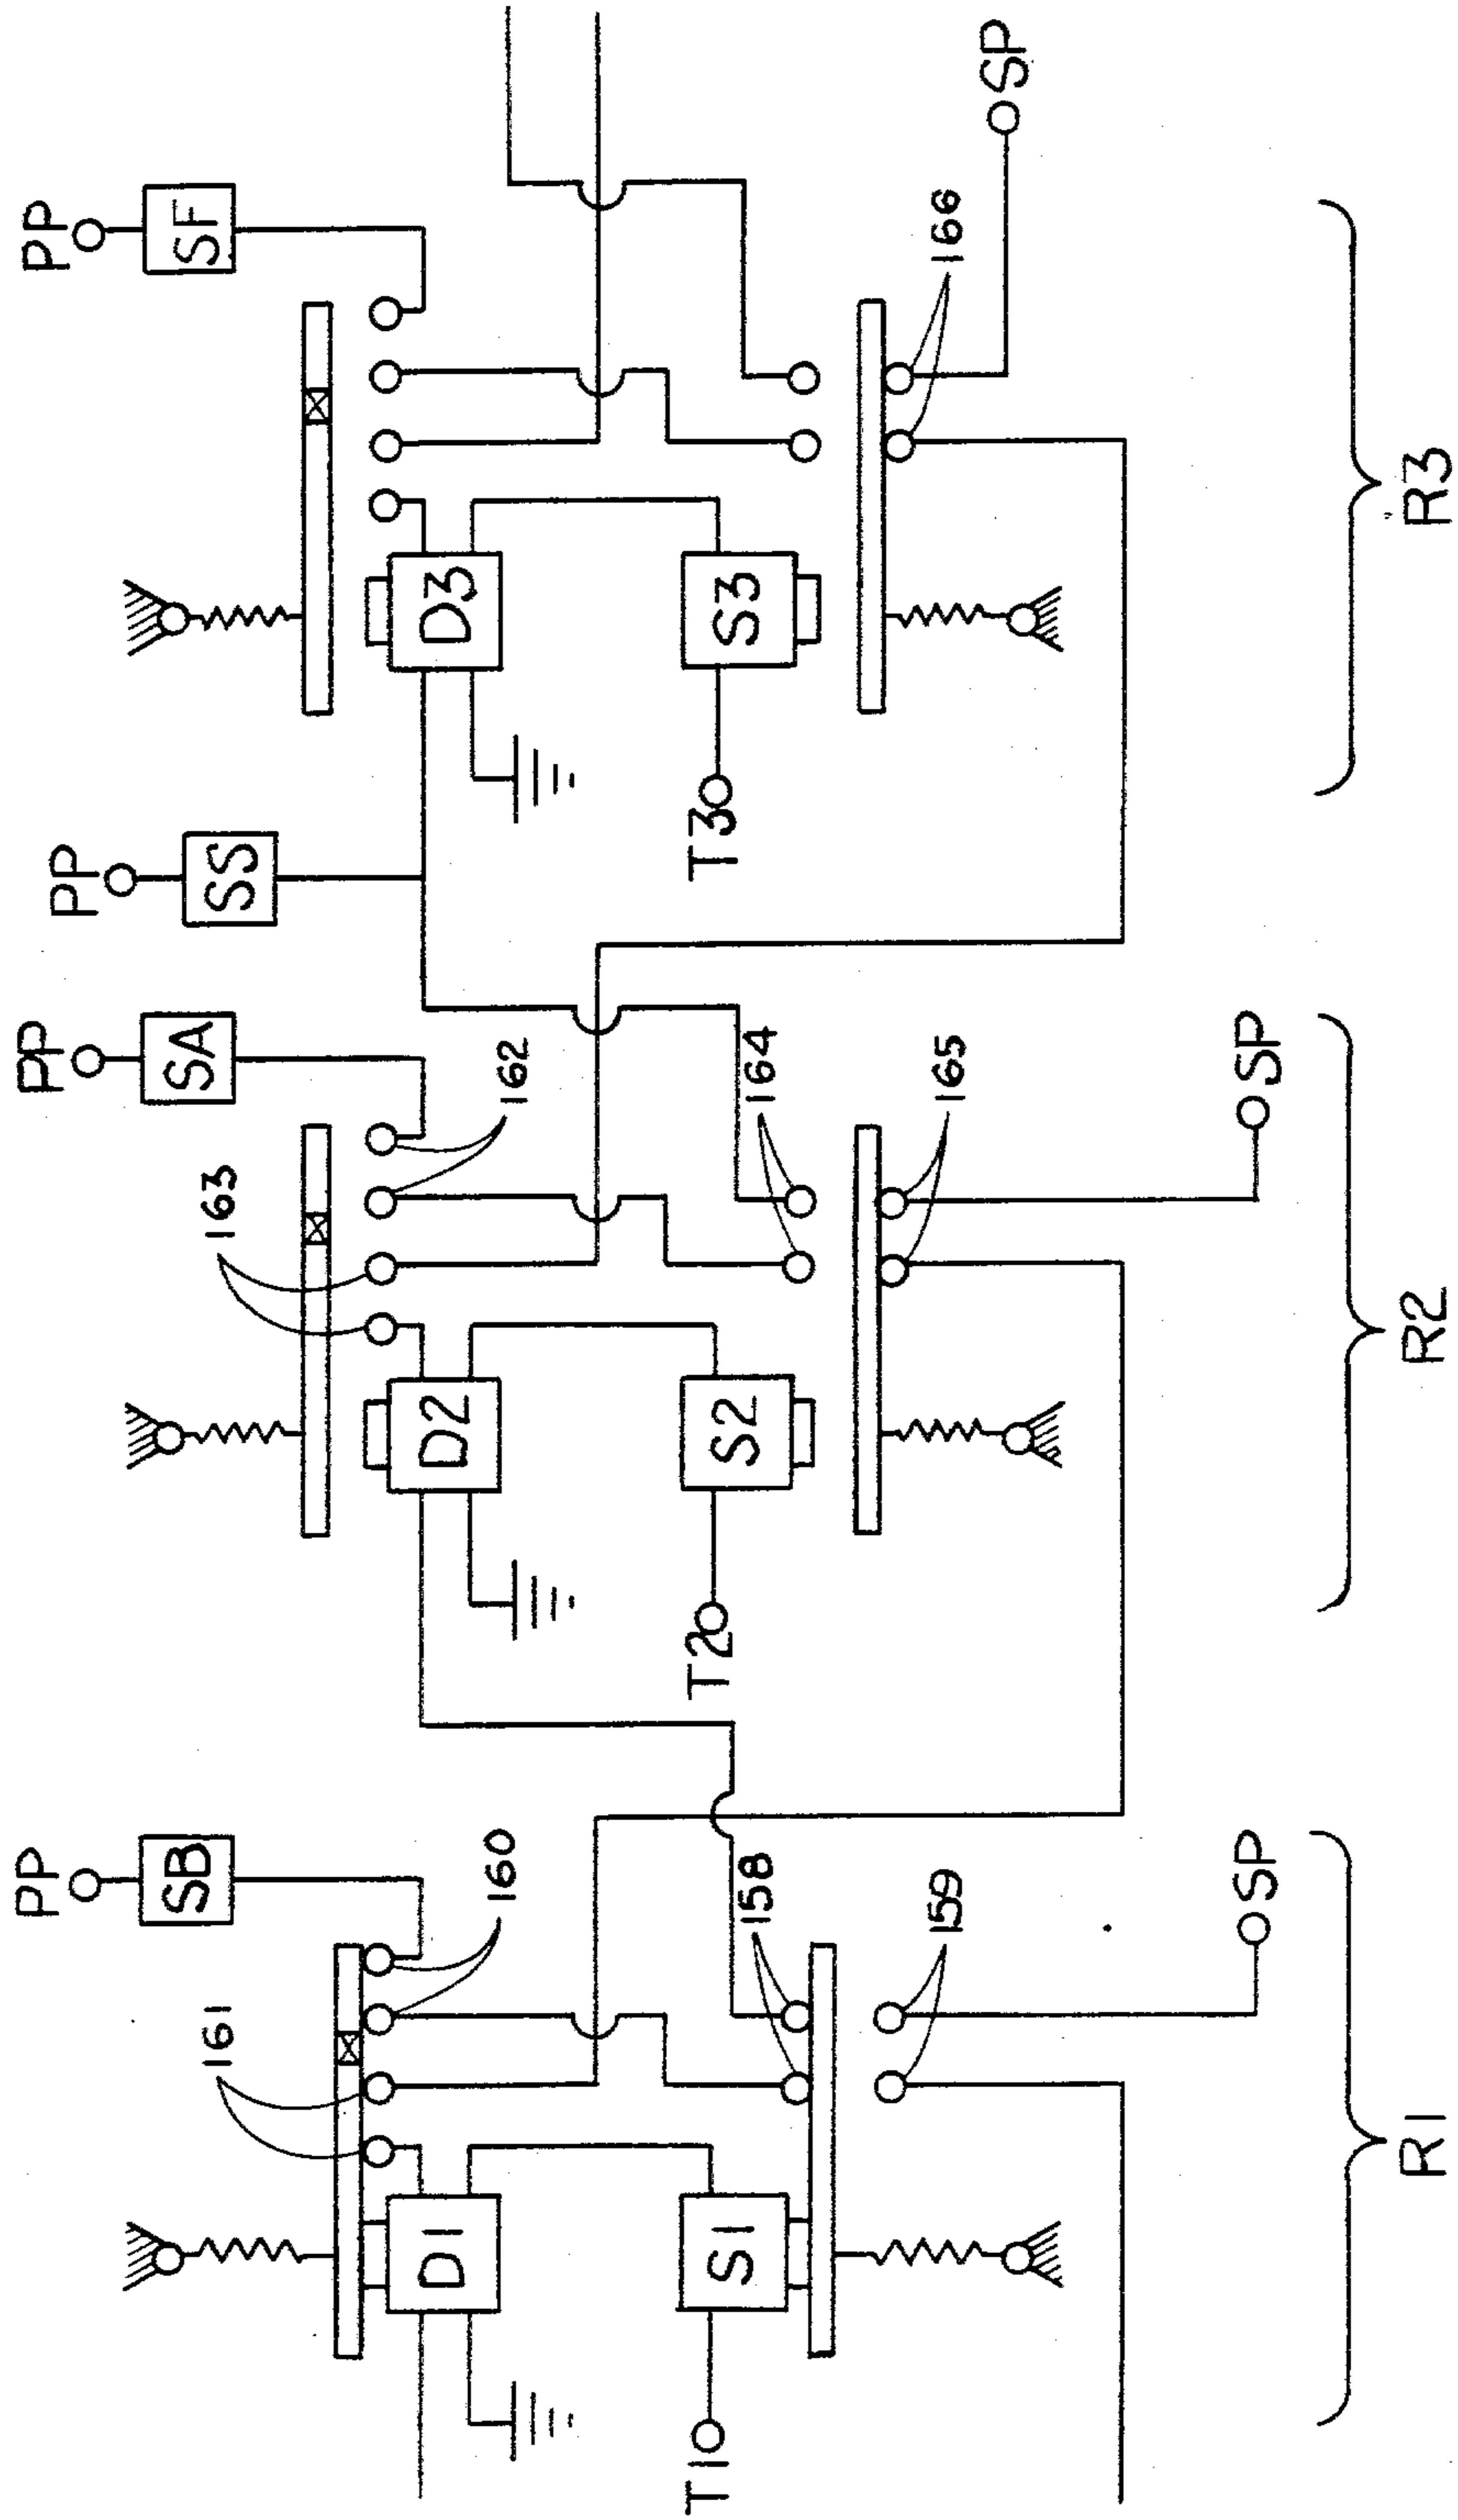 PP
SB
161
160
D1
S1
T1
158
159
SP
R1
PP
SA
163
162
D2
S2
T2
164
165
SP
R2
PP
SS
PP
SF
D3
S3
T3
166
SP
R3